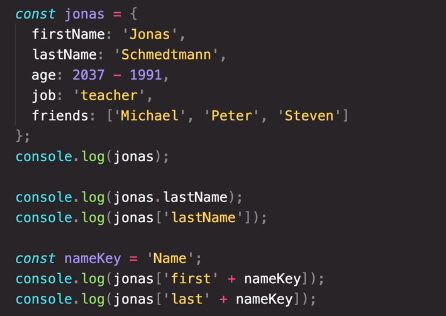 const jonas = {
  firstName: 'Jonas',
  lastName: 'Schmedtmann',
  age: 2037 - 1991,
  job: 'teacher',
  friends: ['Michael', 'Peter', 'Steven']
};
console.log(jonas);

console.log(jonas.lastName);
console.log(jonas['lastName']);

const nameKey = 'Name';
console.log(jonas['first' + nameKey]);
console.log(jonas['last' + nameKey]);